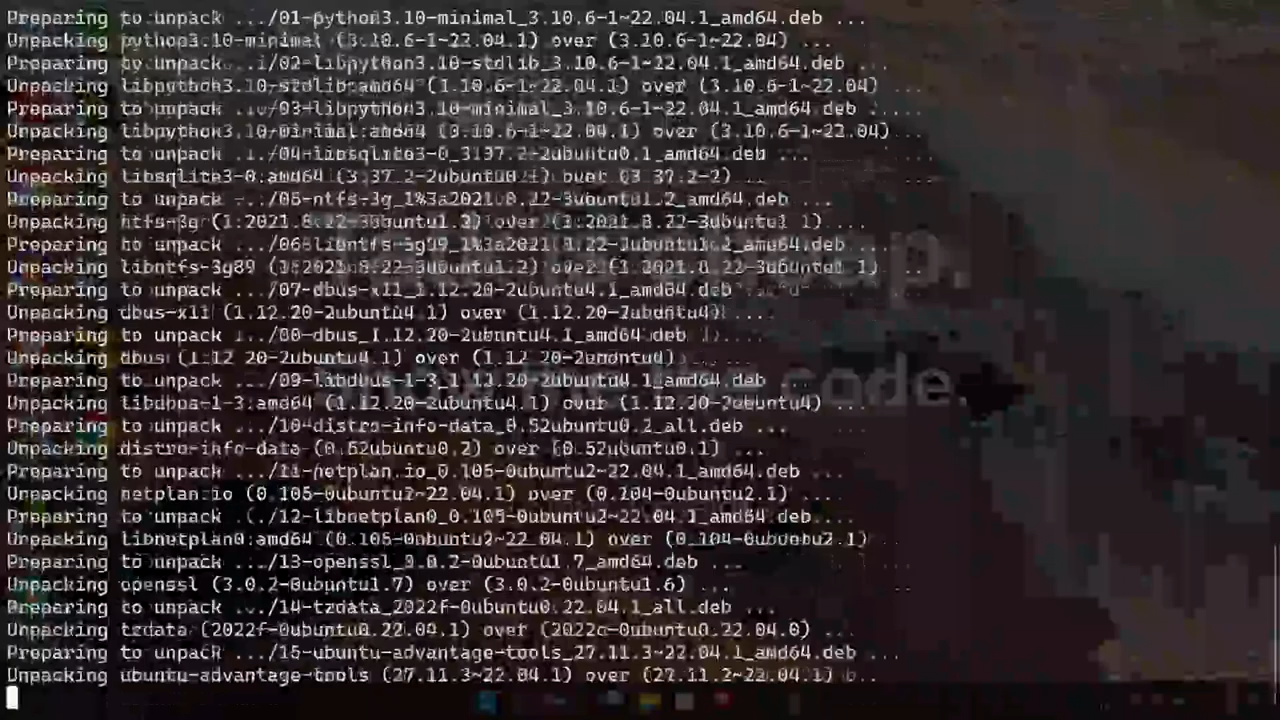 Preparing to unpack .../01-python3.10-minimal_3.10.6-1~22.04.1_amd64.deb ...
Unpacking python3.10-minimal (3.10.6-1~22.04.1) over (3.10.6-1~22.04) ...
Preparing to unpack .../02-libpython3.10-stdlib_3.10.6-1~22.04.1_amd64.deb ...
Unpacking libpython3.10-stdlib:amd64 (3.10.6-1~22.04.1) over (3.10.6-1~22.04) ...
Preparing to unpack .../03-libpython3.10-minimal_3.10.6-1~22.04.1_amd64.deb ...
Unpacking libpython3.10-minimal:amd64 (3.10.6-1~22.04.1) over (3.10.6-1~22.04) ...
Preparing to unpack .../04-libsqlite3-0_3.37.2-2ubuntu0.1_amd64.deb ...
Unpacking libsqlite3-0:amd64 (3.37.2-2ubuntu0.1) over (3.37.2-2) ...
Preparing to unpack .../05-ntfs-3g_1%3a2021.8.22-3ubuntu1.2_amd64.deb ...
Unpacking ntfs-3g (1:2021.8.22-3ubuntu1.2) over (1:2021.8.22-3ubuntu1.1) ...
Preparing to unpack .../06-libntfs-3g89_1%3a2021.8.22-3ubuntu1.2_amd64.deb ...
Unpacking libntfs-3g89 (1:2021.8.22-3ubuntu1.2) over (1:2021.8.22-3ubuntu1.1) ...
Preparing to unpack .../07-dbus-x11_1.12.20-2ubuntu4.1_amd64.deb ...
Unpacking dbus-x11 (1.12.20-2ubuntu4.1) over (1.12.20-2ubuntu4) ...
Preparing to unpack .../08-dbus_1.12.20-2ubuntu4.1_amd64.deb ...
Unpacking dbus (1.12.20-2ubuntu4.1) over (1.12.20-2ubuntu4) ...
Preparing to unpack .../09-libdbus-1-3_1.12.20-2ubuntu4.1_amd64.deb ...
Unpacking libdbus-1-3:amd64 (1.12.20-2ubuntu4.1) over (1.12.20-2ubuntu4) ...
Preparing to unpack .../10-distro-info-data_0.52ubuntu0.2_all.deb ...
Unpacking distro-info-data (0.52ubuntu0.2) over (0.52ubuntu0.1) ...
Preparing to unpack .../11-netplan.io_0.105-0ubuntu2~22.04.1_amd64.deb ...
Unpacking netplan.io (0.105-0ubuntu2~22.04.1) over (0.104-0ubuntu2.1) ...
Preparing to unpack .../12-libnetplan0_0.105-0ubuntu2~22.04.1_amd64.deb ...
Unpacking libnetplan0:amd64 (0.105-0ubuntu2~22.04.1) over (0.104-0ubuntu2.1) ...
Preparing to unpack .../13-openssl_3.0.2-0ubuntu1.7_amd64.deb ...
Unpacking openssl (3.0.2-0ubuntu1.7) over (3.0.2-0ubuntu1.6) ...
Preparing to unpack .../14-tzdata_2022f-0ubuntu0.22.04.1_all.deb ...
Unpacking tzdata (2022f-0ubuntu0.22.04.1) over (2022c-0ubuntu0.22.04.0) ...
Preparing to unpack .../15-ubuntu-advantage-tools_27.11.3~22.04.1_amd64.deb ...
Unpacking ubuntu-advantage-tools (27.11.3~22.04.1) over (27.11.2~22.04.1) ...
code.